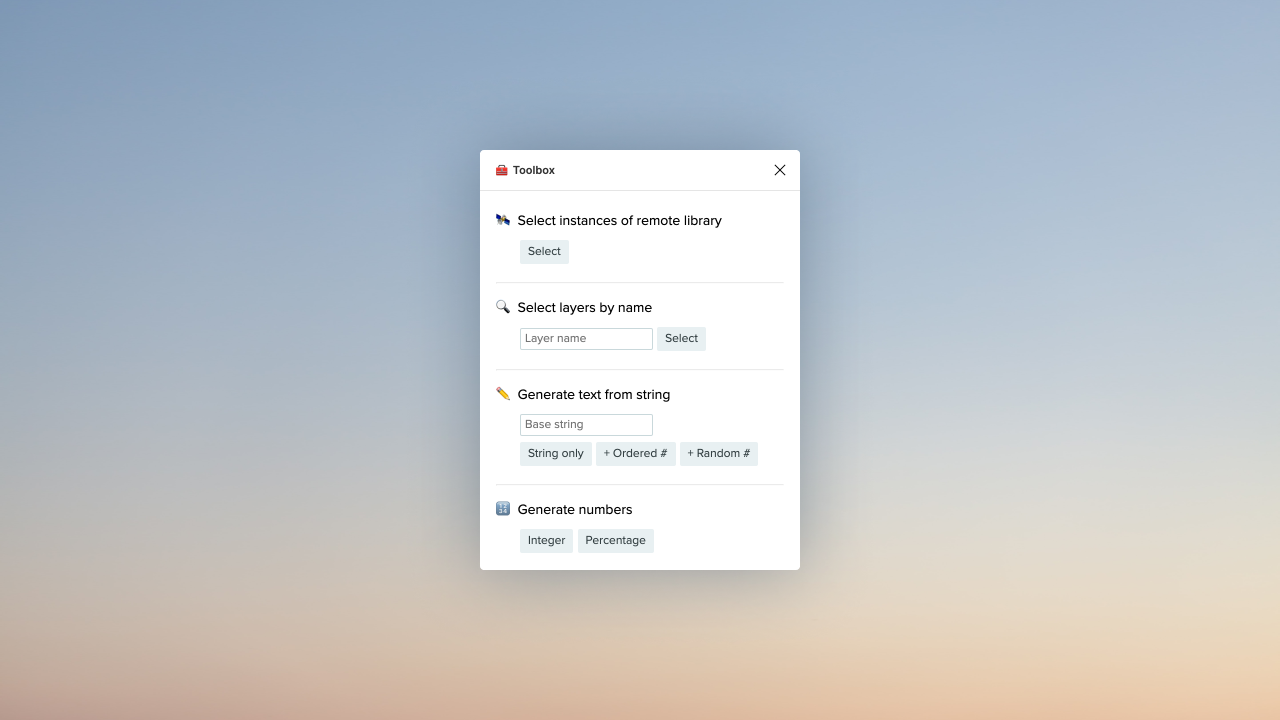 Toolbox
Select instances of remote library
Select
Select layers by name
Layer name Select
Generate text from string
Base string
String only + Ordered # + Random #
Generate numbers
Integer Percentage